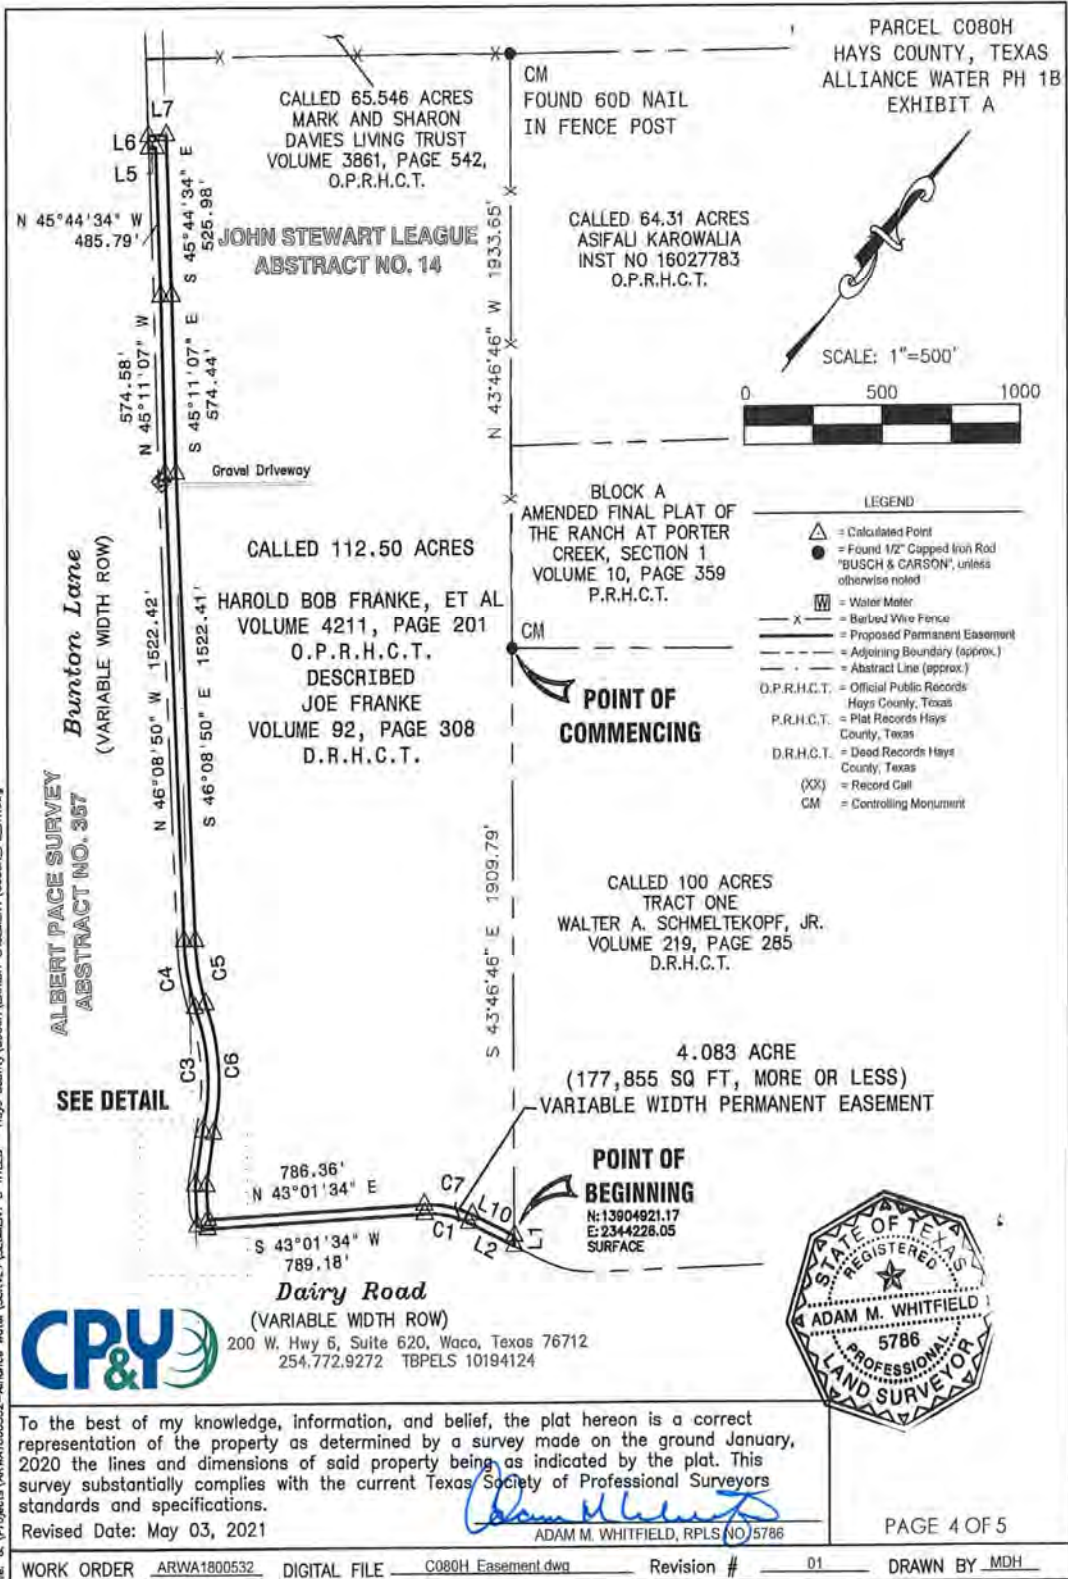 PARCEL C080H
HAYS COUNTY, TEXAS
ALLIANCE WATER PH 1B
EXHIBIT A
CM
FOUND 60D NAIL
IN FENCE POST
CALLED 65.546 ACRES
MARK AND SHARON
DAVIES LIVING TRUST
VOLUME 3861, PAGE 542,
O.P.R.H.C.T.
L7
L6
L5
N 45°44'34" W
485.79'
S 45°44'34" E
525.98'
JOHN STEWART LEAGUE
ABSTRACT NO. 14
N 43°46'46" W 1933.65'
CALLED 64.31 ACRES
ASIFALI KAROWALIA
INST NO 16027783
O.P.R.H.C.T.
SCALE: 1"=500'
0 500 1000
574.58'
N 45°11'07" W
S 45°11'07" E
574.44'
Gravel Driveway
BLOCK A
AMENDED FINAL PLAT OF
THE RANCH AT PORTER
CREEK, SECTION 1
VOLUME 10, PAGE 359
P.R.H.C.T.
LEGEND
= Calculated Point
= Found 1/2" Capped Iron Rod
"BUSCH & CARSON", unless
otherwise noted
W = Water Meter
X = Barbed Wire Fence
= Proposed Permanent Easement
= Adjoining Boundary (approx.)
= Abstract Line (approx.)
O.P.R.H.C.T. = Official Public Records
Hays County, Texas
P.R.H.C.T. = Plat Records Hays
County, Texas
D.R.H.C.T. = Deed Records Hays
County, Texas
(XX) = Record Call
CM = Controlling Monument
CALLED 112.50 ACRES
HAROLD BOB FRANKE, ET AL
VOLUME 4211, PAGE 201
O.P.R.H.C.T.
DESCRIBED
JOE FRANKE
VOLUME 92, PAGE 308
D.R.H.C.T.
Bunton Lane
(VARIABLE WIDTH ROW)
N 46°08'50" W 1522.42'
S 46°08'50" E 1522.41'
CM
POINT OF
COMMENCING
ALBERT PACE SURVEY
ABSTRACT NO. 367
S 43°46'46" E 1909.79'
CALLED 100 ACRES
TRACT ONE
WALTER A. SCHMELTEKOPF, JR.
VOLUME 219, PAGE 285
D.R.H.C.T.
C4
C5
C3
C6
SEE DETAIL
4.083 ACRE
(177,855 SQ FT, MORE OR LESS)
VARIABLE WIDTH PERMANENT EASEMENT
786.36'
N 43°01'34" E
C7
L10
C1
L2
L1
S 43°01'34" W
789.18'
POINT OF
BEGINNING
N:13904921.17
E:2344228.05
SURFACE
Dairy Road
(VARIABLE WIDTH ROW)
CP&Y
200 W. Hwy 6, Suite 620, Waco, Texas 76712
254.772.9272 TBPELS 10194124
STATE OF TEXAS
REGISTERED
ADAM M. WHITFIELD
5786
PROFESSIONAL
LAND SURVEYOR
To the best of my knowledge, information, and belief, the plat hereon is a correct
representation of the property as determined by a survey made on the ground January,
2020 the lines and dimensions of said property being as indicated by the plat. This
survey substantially complies with the current Texas Society of Professional Surveyors
standards and specifications.
Revised Date: May 03, 2021
ADAM M. WHITFIELD, RPLS NO. 5786
PAGE 4 OF 5
WORK ORDER ARWA1800532 DIGITAL FILE C080H Easement.dwg Revision # 01 DRAWN BY MDH